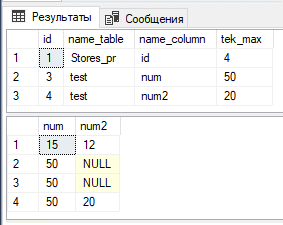 Результаты Сообщения
id name_table name_column tek_max
1 1 Stores_pr id 4
2 3 test num 50
3 4 test num2 20
num num2
1 15 12
2 50 NULL
3 50 NULL
4 50 20